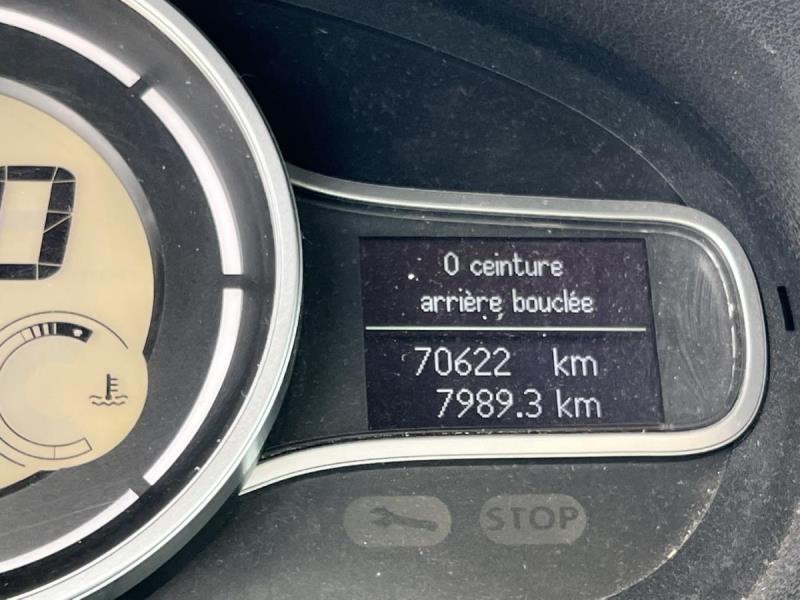 0 ceinture
arrière bouclée
70622 km
7989.3 km
STOP